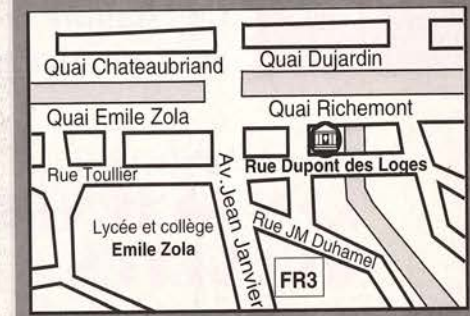 Quai Chateaubriand
Quai Dujardin
Quai Emile Zola
Quai Richemont
Rue Toullier
Av. Jean Janvier
Rue Dupont des Loges
Lycée et collège
Emile Zola
Rue JM Duhamel
FR3